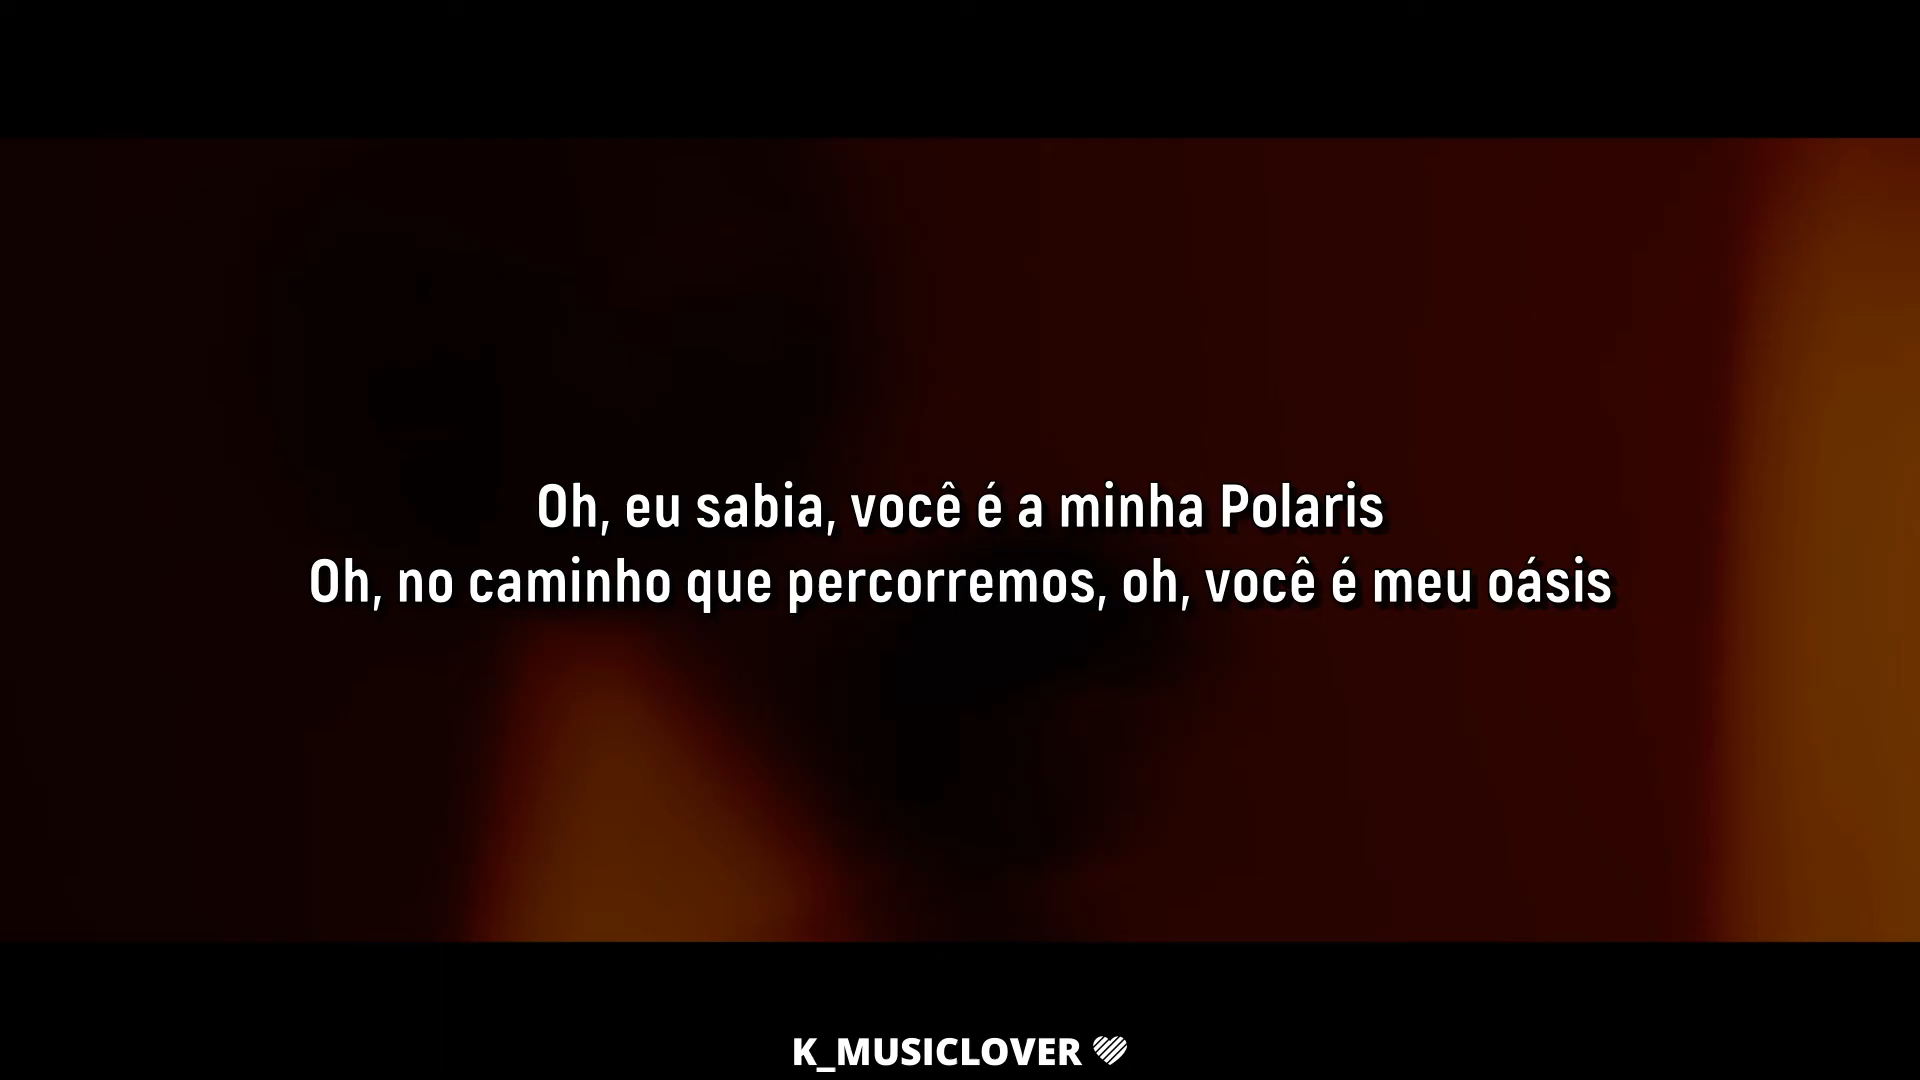 Oh, eu sabia, você é a minha Polaris
Oh, no caminho que percorremos, oh, você é meu oásis
K_MUSICLOVER